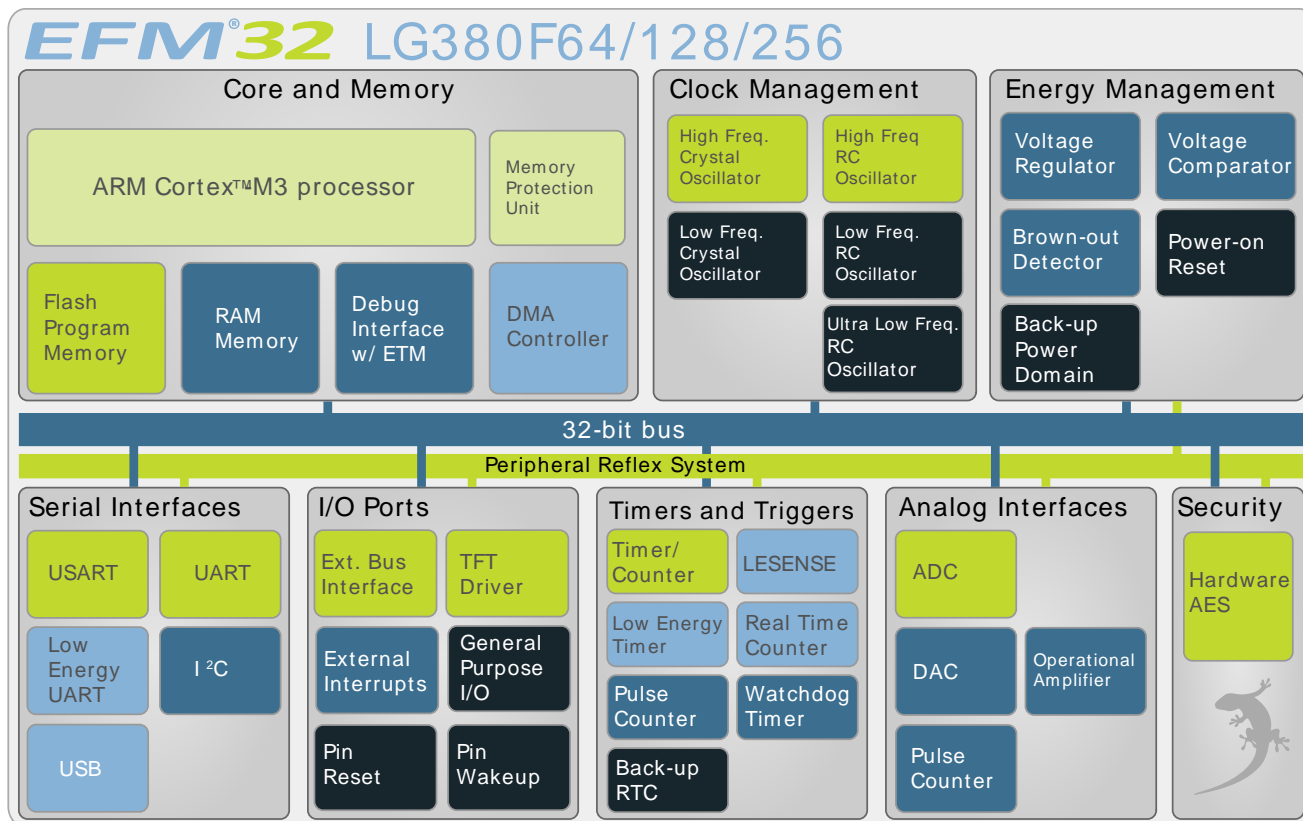 EFM®32 LG380F64/128/256
Core and Memory
ARM Cortex™M3 processor
Memory
Protection
Unit
Flash
Program
Memory
RAM
Memory
Debug
Interface
w/ ETM
DMA
Controller
Clock Management
High Freq.
Crystal
Oscillator
High Freq
RC
Oscillator
Low Freq.
Crystal
Oscillator
Low Freq.
RC
Oscillator
Ultra Low Freq.
RC
Oscillator
Energy Management
Voltage
Regulator
Voltage
Comparator
Brown-out
Detector
Power-on
Reset
Back-up
Power
Domain
32-bit bus
Peripheral Reflex System
Serial Interfaces
USART
UART
Low
Energy
UART
I²C
USB
I/O Ports
Ext. Bus
Interface
TFT
Driver
External
Interrupts
General
Purpose
I/O
Pin
Reset
Pin
Wakeup
Timers and Triggers
Timer/
Counter
LESENSE
Low Energy
Timer
Real Time
Counter
Pulse
Counter
Watchdog
Timer
Back-up
RTC
Analog Interfaces
ADC
DAC
Operational
Amplifier
Pulse
Counter
Security
Hardware
AES